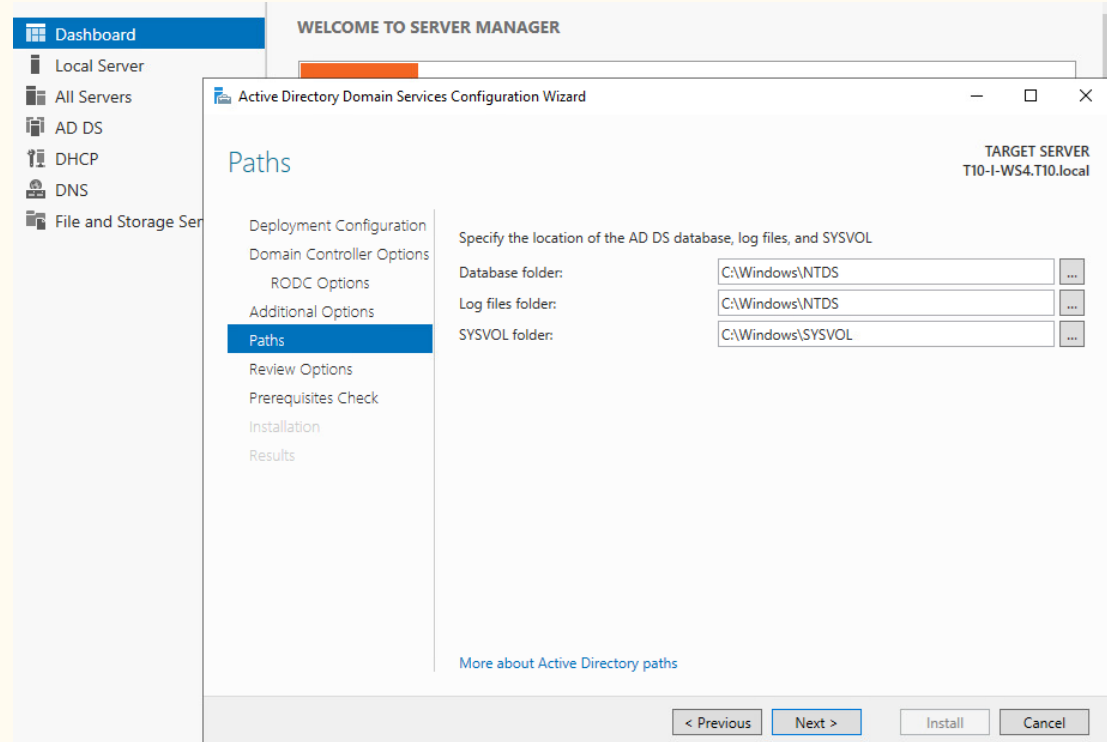 Dashboard
Local Server
All Servers
AD DS
DHCP
DNS
File and Storage Ser
WELCOME TO SERVER MANAGER
Active Directory Domain Services Configuration Wizard
Paths
TARGET SERVER
T10-I-WS4.T10.local
Deployment Configuration
Domain Controller Options
RODC Options
Additional Options
Paths
Review Options
Prerequisites Check
Installation
Results
Specify the location of the AD DS database, log files, and SYSVOL
Database folder: C:\Windows\NTDS ...
Log files folder: C:\Windows\NTDS ...
SYSVOL folder: C:\Windows\SYSVOL ...
More about Active Directory paths
< Previous Next > Install Cancel